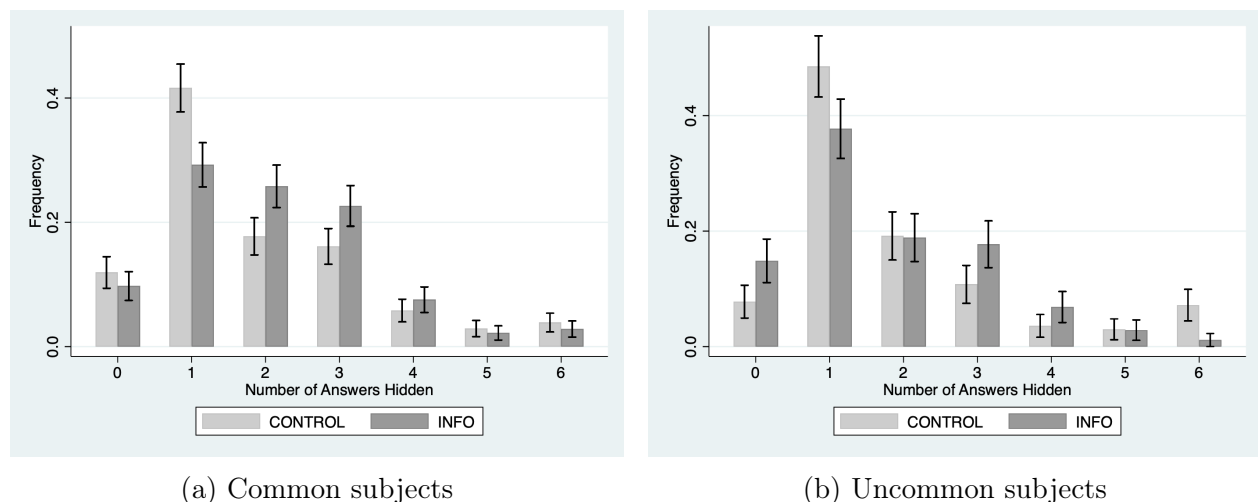 Frequency
0.4
0.2
0.0
0 1 2 3 4 5 6
Number of Answers Hidden
CONTROL INFO
(a) Common subjects
Frequency
0.4
0.2
0.0
0 1 2 3 4 5 6
Number of Answers Hidden
CONTROL INFO
(b) Uncommon subjects